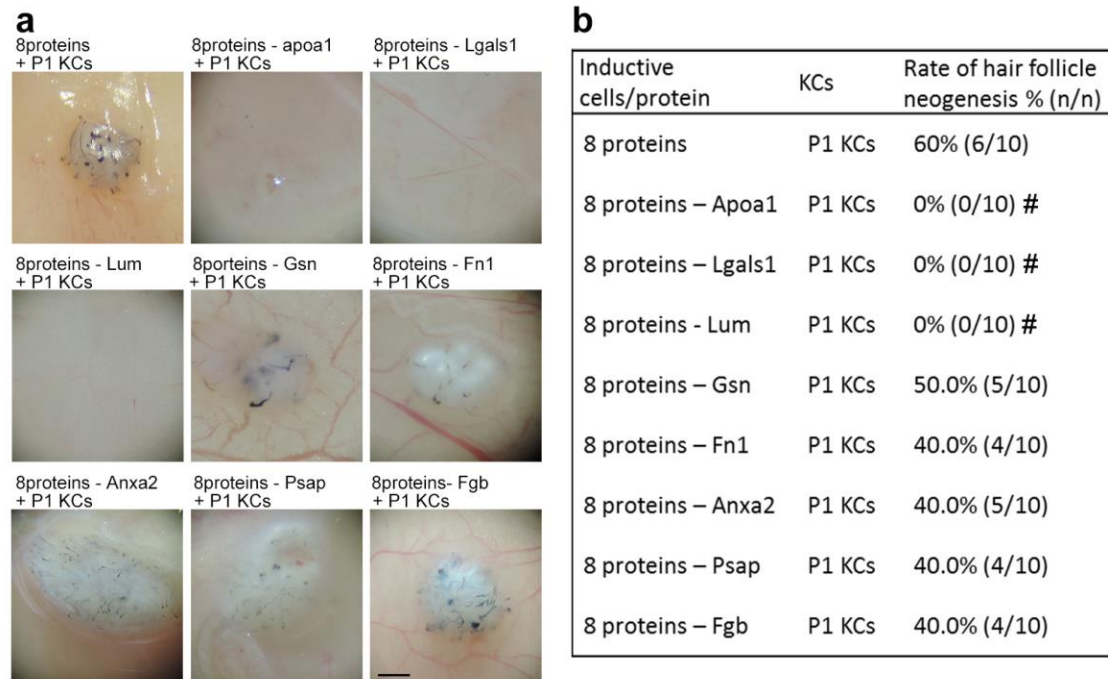 a
8proteins
+ P1 KCs
8proteins - apoa1
+ P1 KCs
8proteins - Lgals1
+ P1 KCs
8proteins - Lum
+ P1 KCs
8porteins - Gsn
+ P1 KCs
8proteins - Fn1
+ P1 KCs
8proteins - Anxa2
+ P1 KCs
8proteins - Psap
+ P1 KCs
8proteins- Fgb
+ P1 KCs
b
Inductive
cells/protein
KCs
Rate of hair follicle
neogenesis % (n/n)
8 proteins P1 KCs 60% (6/10)
8 proteins – Apoa1 P1 KCs 0% (0/10) #
8 proteins – Lgals1 P1 KCs 0% (0/10) #
8 proteins - Lum P1 KCs 0% (0/10) #
8 proteins – Gsn P1 KCs 50.0% (5/10)
8 proteins – Fn1 P1 KCs 40.0% (4/10)
8 proteins – Anxa2 P1 KCs 40.0% (5/10)
8 proteins – Psap P1 KCs 40.0% (4/10)
8 proteins – Fgb P1 KCs 40.0% (4/10)